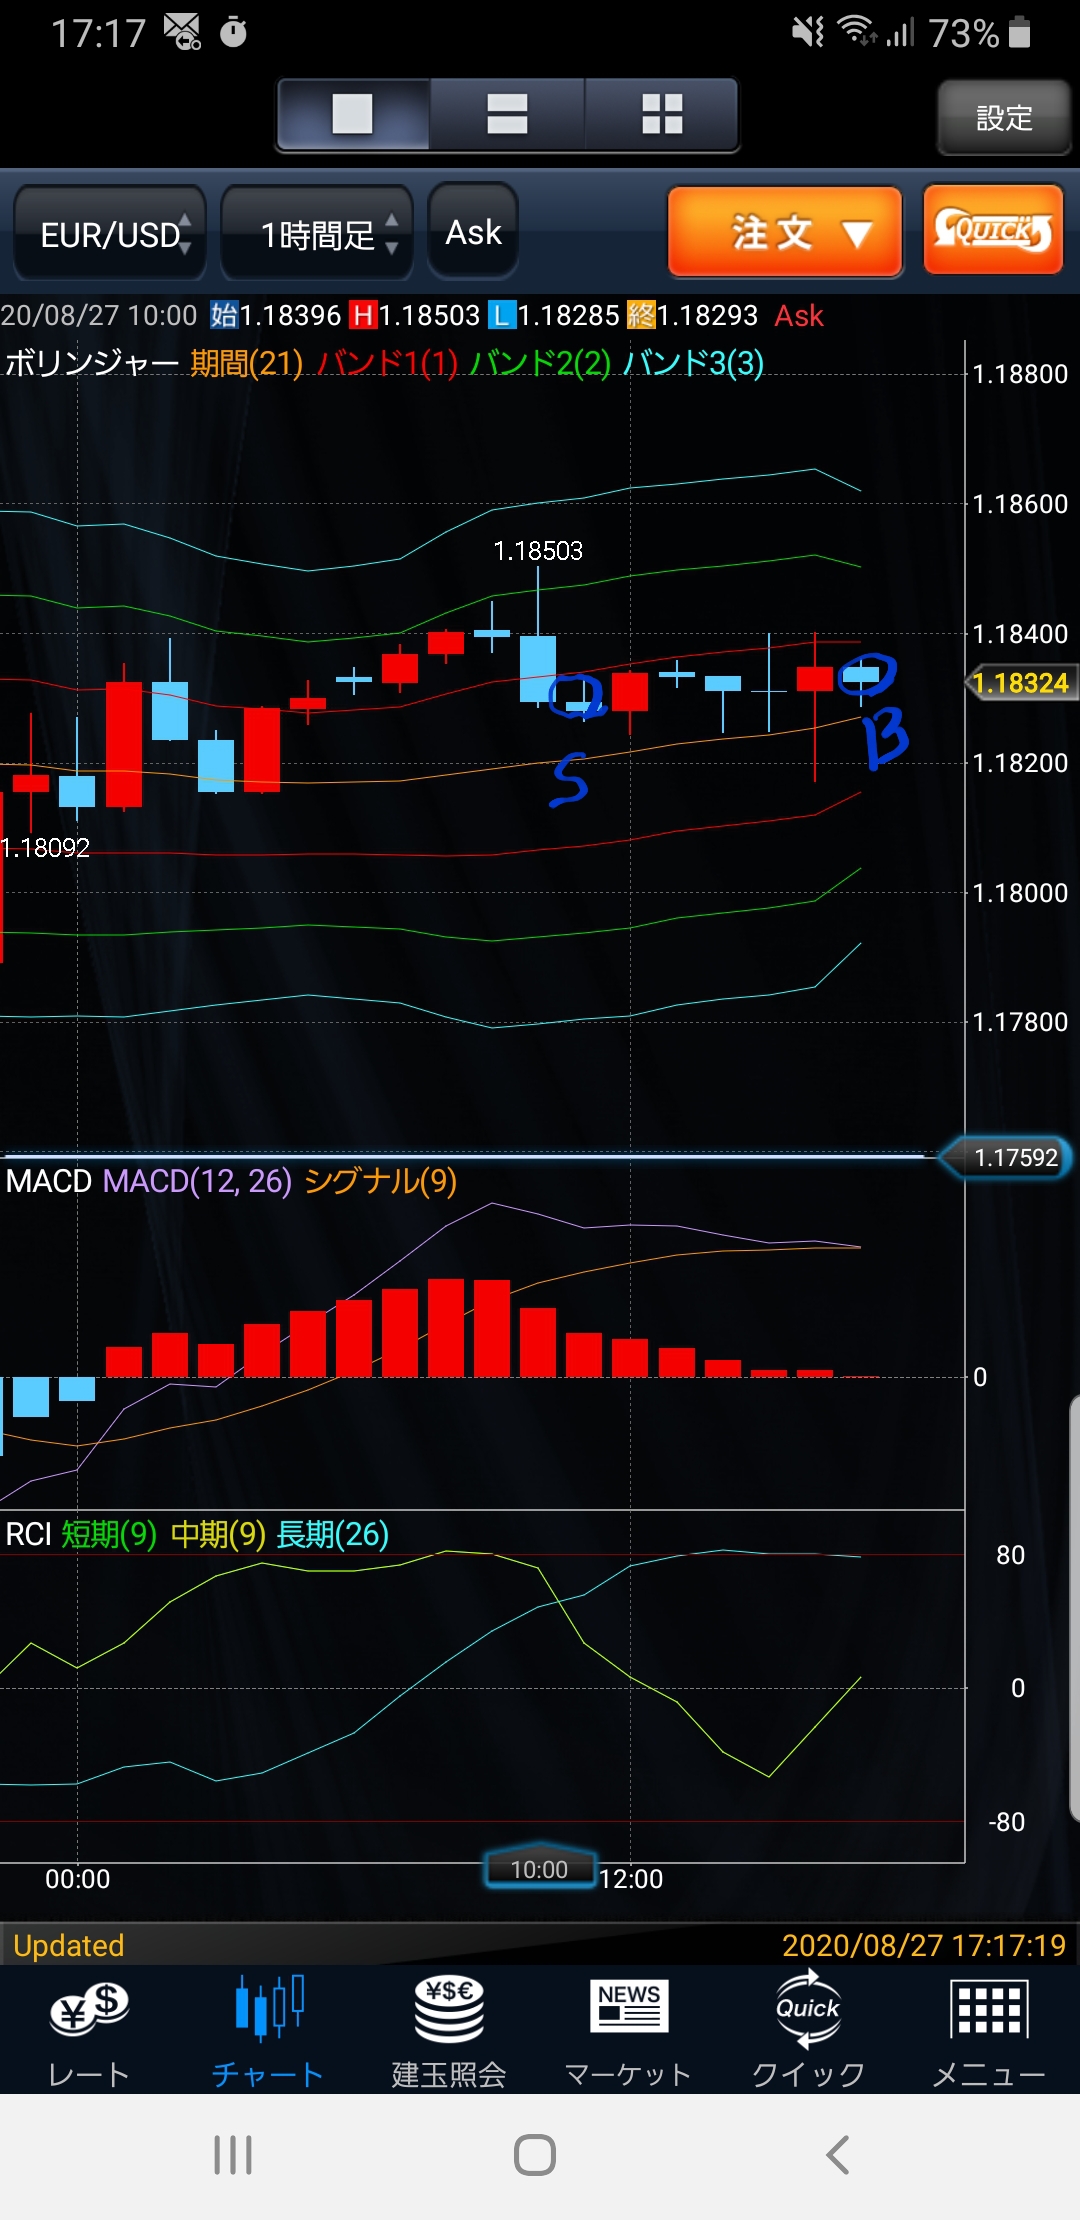 17:17 73%
設定
EUR/USD 1時間足 Ask 注文 ▼ QUICK
20/08/27 10:00 始1.18396 H1.18503 L1.18285 終1.18293 Ask
ボリンジャー 期間(21) バンド1(1) バンド2(2) バンド3(3)
1.18800
1.18600
1.18503
1.18400
1.18324
B
S
1.18200
1.18092
1.18000
1.17800
1.17592
MACD MACD(12, 26) シグナル(9)
0
RCI 短期(9) 中期(9) 長期(26)
80
0
-80
00:00 10:00 12:00
Updated 2020/08/27 17:17:19
¥$ ¥$€ NEWS Quick
レート チャート 建玉照会 マーケット クイック メニュー